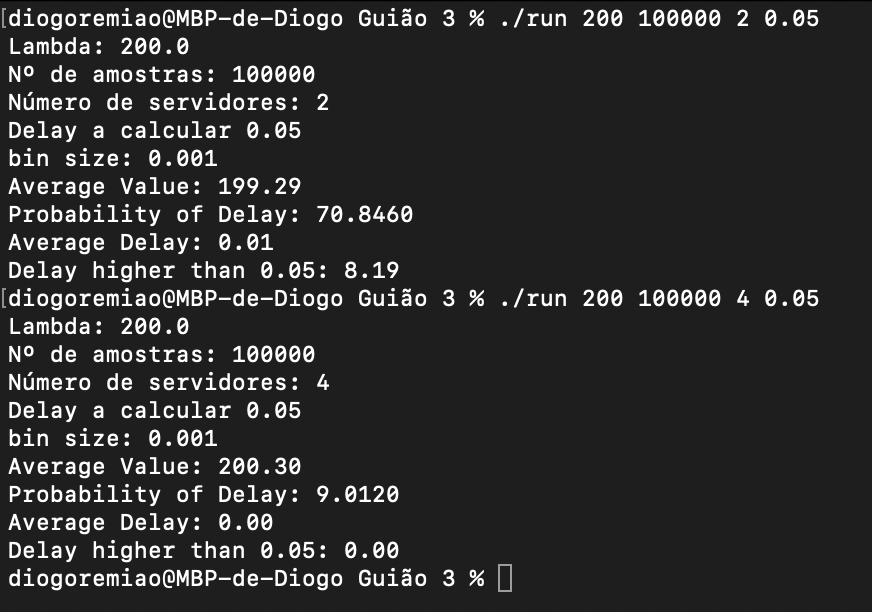 [diogoremiao@MBP-de-Diogo Guião 3 % ./run 200 100000 2 0.05
Lambda: 200.0
Nº de amostras: 100000
Número de servidores: 2
Delay a calcular 0.05
bin size: 0.001
Average Value: 199.29
Probability of Delay: 70.8460
Average Delay: 0.01
Delay higher than 0.05: 8.19
[diogoremiao@MBP-de-Diogo Guião 3 % ./run 200 100000 4 0.05
Lambda: 200.0
Nº de amostras: 100000
Número de servidores: 4
Delay a calcular 0.05
bin size: 0.001
Average Value: 200.30
Probability of Delay: 9.0120
Average Delay: 0.00
Delay higher than 0.05: 0.00
diogoremiao@MBP-de-Diogo Guião 3 %